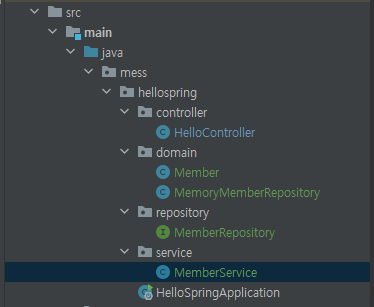 src
main
java
mess
hellospring
controller
HelloController
domain
Member
MemoryMemberRepository
repository
MemberRepository
service
MemberService
HelloSpringApplication